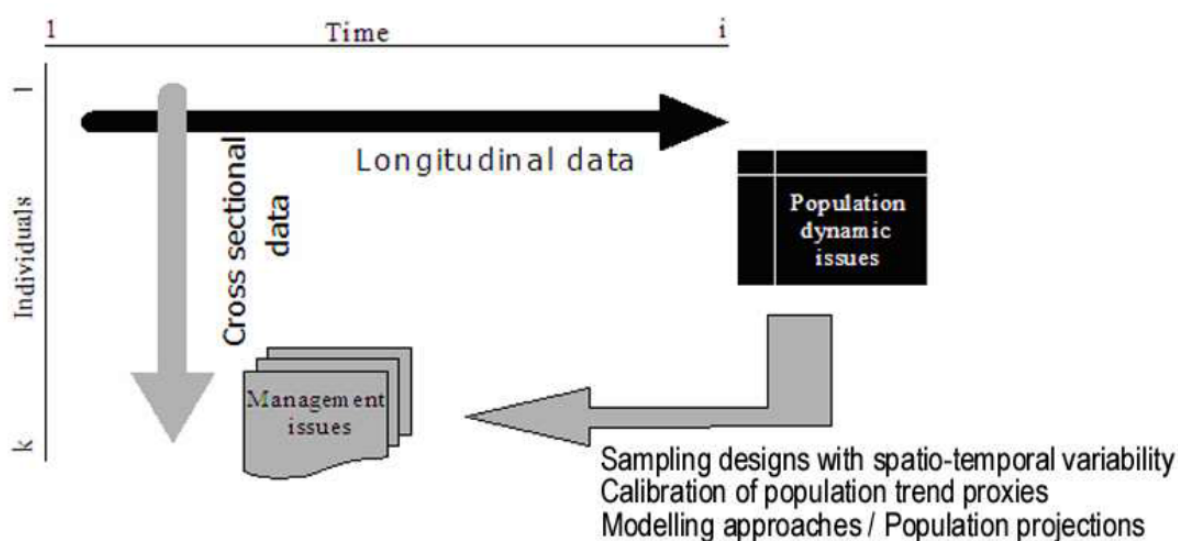 1 Time i
1
Individuals
k
Longitudinal data
Cross sectional
data
Population
dynamic
issues
Management
issues
Sampling designs with spatio-temporal variability
Calibration of population trend proxies
Modelling approaches / Population projections